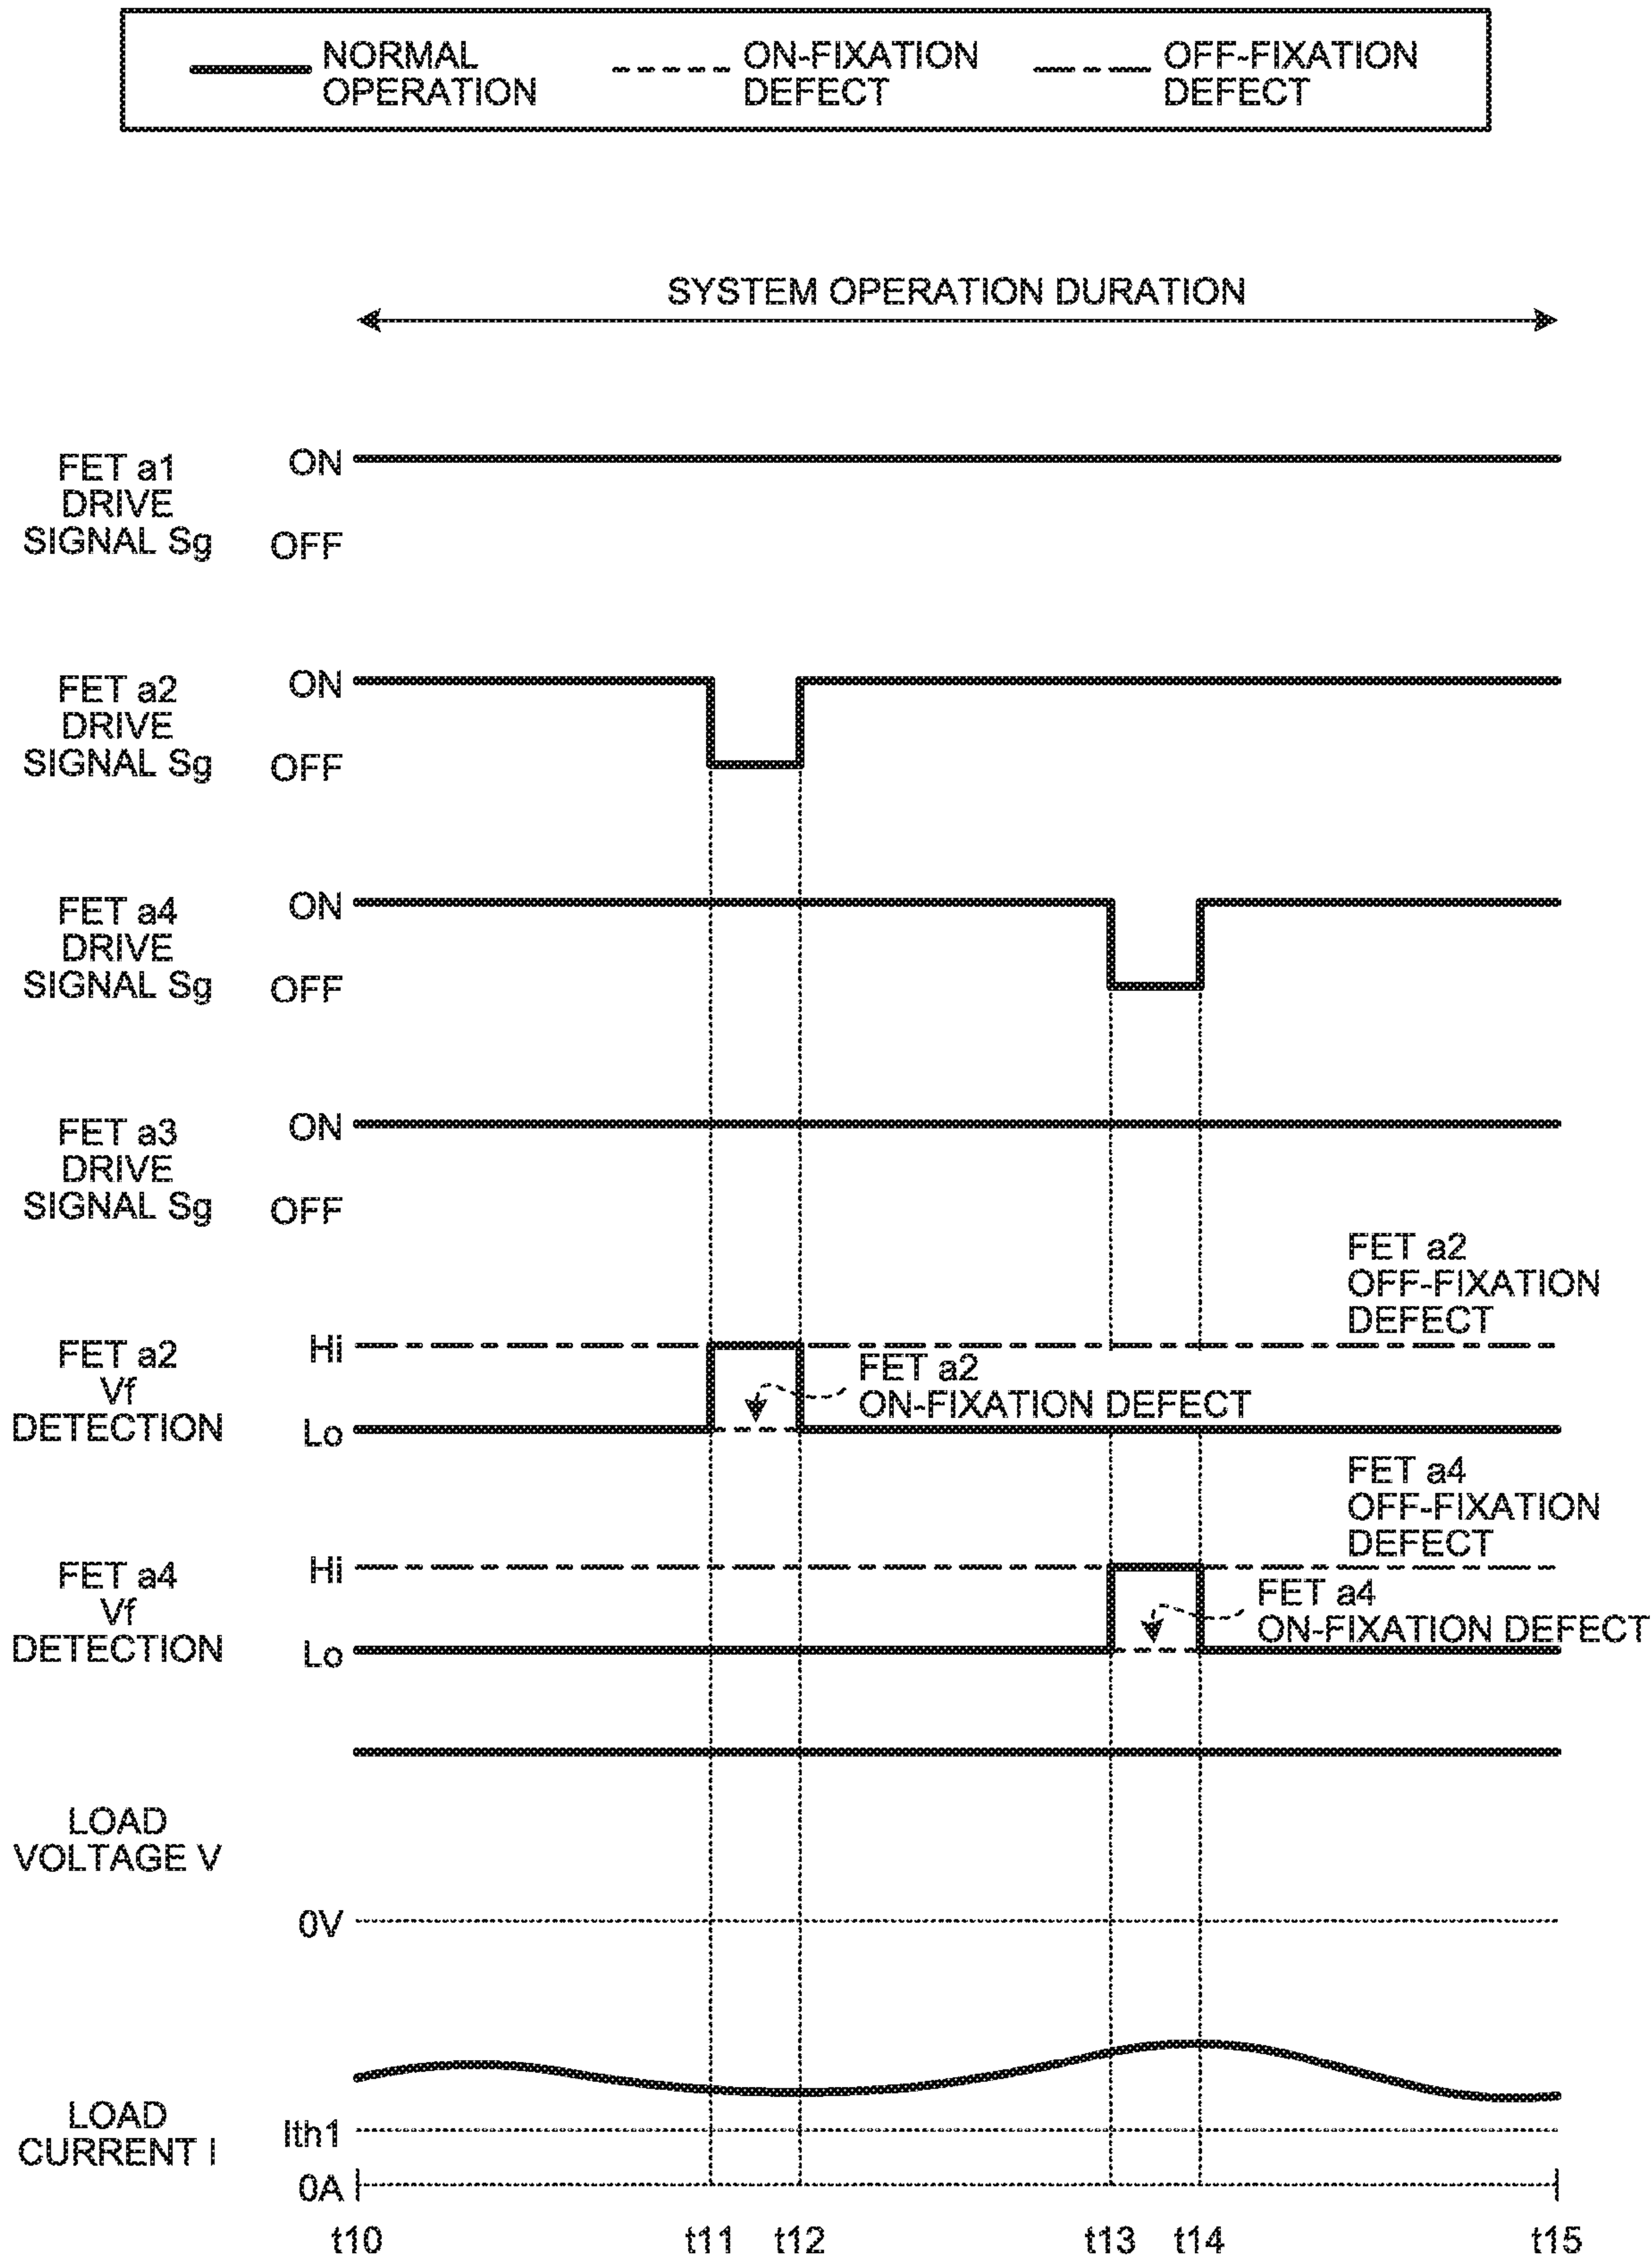 NORMAL
OPERATION
ON-FIXATION
DEFECT
OFF-FIXATION
DEFECT
SYSTEM OPERATION DURATION
FET a1
DRIVE
SIGNAL Sg
ON
OFF
FET a2
DRIVE
SIGNAL Sg
ON
OFF
FET a4
DRIVE
SIGNAL Sg
ON
OFF
FET a3
DRIVE
SIGNAL Sg
ON
OFF
FET a2
OFF-FIXATION
DEFECT
FET a2
Vf
DETECTION
Hi
Lo
FET a2
ON-FIXATION DEFECT
FET a4
OFF-FIXATION
DEFECT
FET a4
Vf
DETECTION
Hi
Lo
FET a4
ON-FIXATION DEFECT
LOAD
VOLTAGE V
0V
LOAD
CURRENT I
Ith1
0A
t10 t11 t12 t13 t14 t15